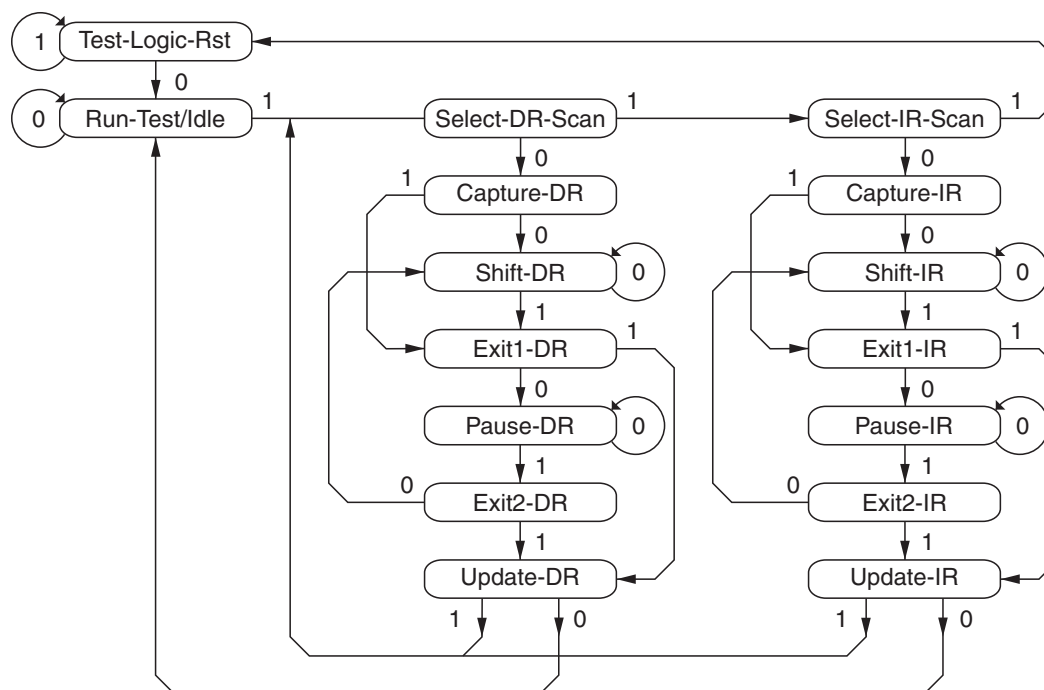 Test-Logic-Rst
1
0
Run-Test/Idle
0
1
Select-DR-Scan
1
Select-IR-Scan
1
0
0
1
Capture-DR
1
Capture-IR
0
0
Shift-DR
0
Shift-IR
0
1
1
Exit1-DR
1
Exit1-IR
1
0
0
Pause-DR
0
Pause-IR
0
1
1
0
Exit2-DR
0
Exit2-IR
1
1
Update-DR
Update-IR
1
0
1
0